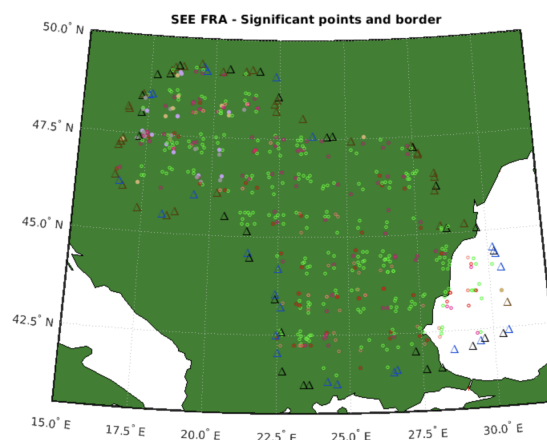 SEE FRA - Significant points and border
50.0° N
47.5° N
45.0° N
42.5° N
15.0° E
17.5° E
20.0° E
22.5° E
25.0° E
27.5° E
30.0° E